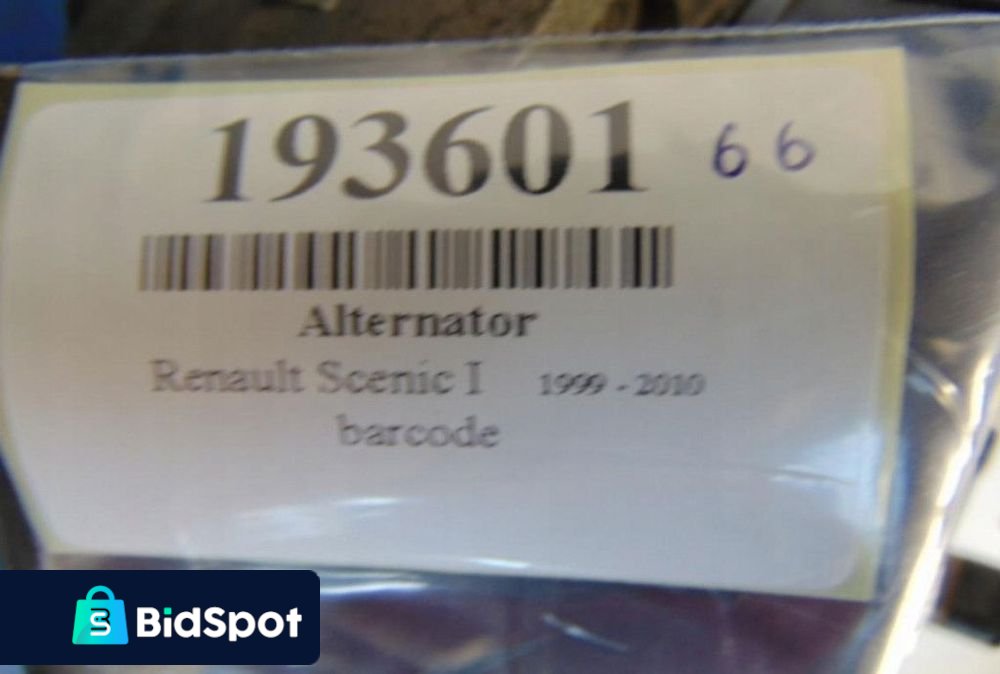 193601 66
Alternator
Renault Scenic I 1999 - 2010
barcode
BidSpot